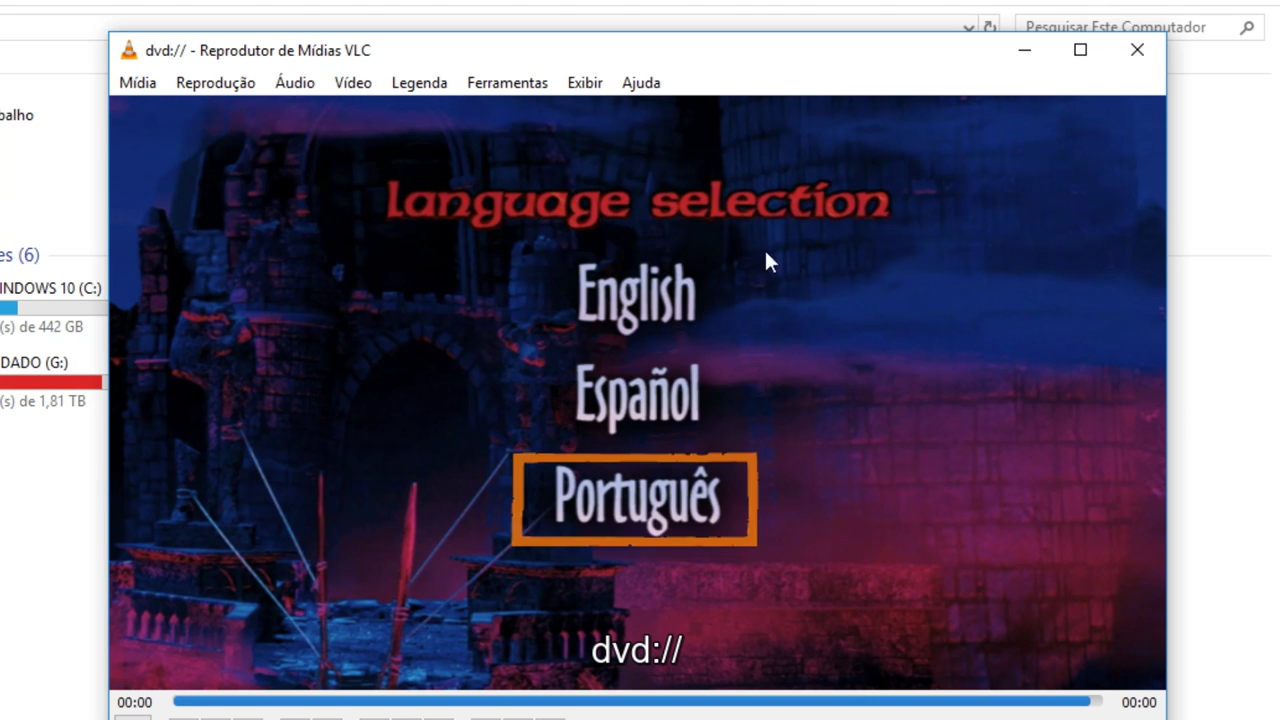 Pesquisar Este Computador
dvd:// - Reprodutor de Mídias VLC
Mídia Reprodução Áudio Vídeo Legenda Ferramentas Exibir Ajuda
balho
language selection
es (6)
English
INDOWS 10 (C:)
(s) de 442 GB
DADO (G:)
Español
(s) de 1,81 TB
Português
dvd://
00:00 00:00